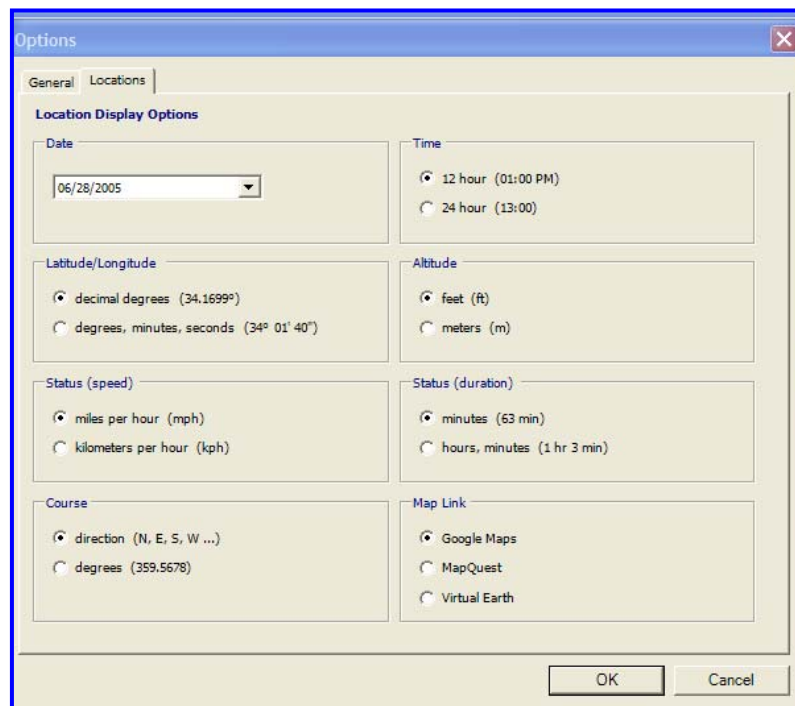 Options
General
Locations
Location Display Options
Date
06/28/2005
Time
12 hour (01:00 PM)
24 hour (13:00)
Latitude/Longitude
decimal degrees (34.1699º)
degrees, minutes, seconds (34º 01' 40")
Altitude
feet (ft)
meters (m)
Status (speed)
miles per hour (mph)
kilometers per hour (kph)
Status (duration)
minutes (63 min)
hours, minutes (1 hr 3 min)
Course
direction (N, E, S, W ...)
degrees (359.5678)
Map Link
Google Maps
MapQuest
Virtual Earth
OK
Cancel